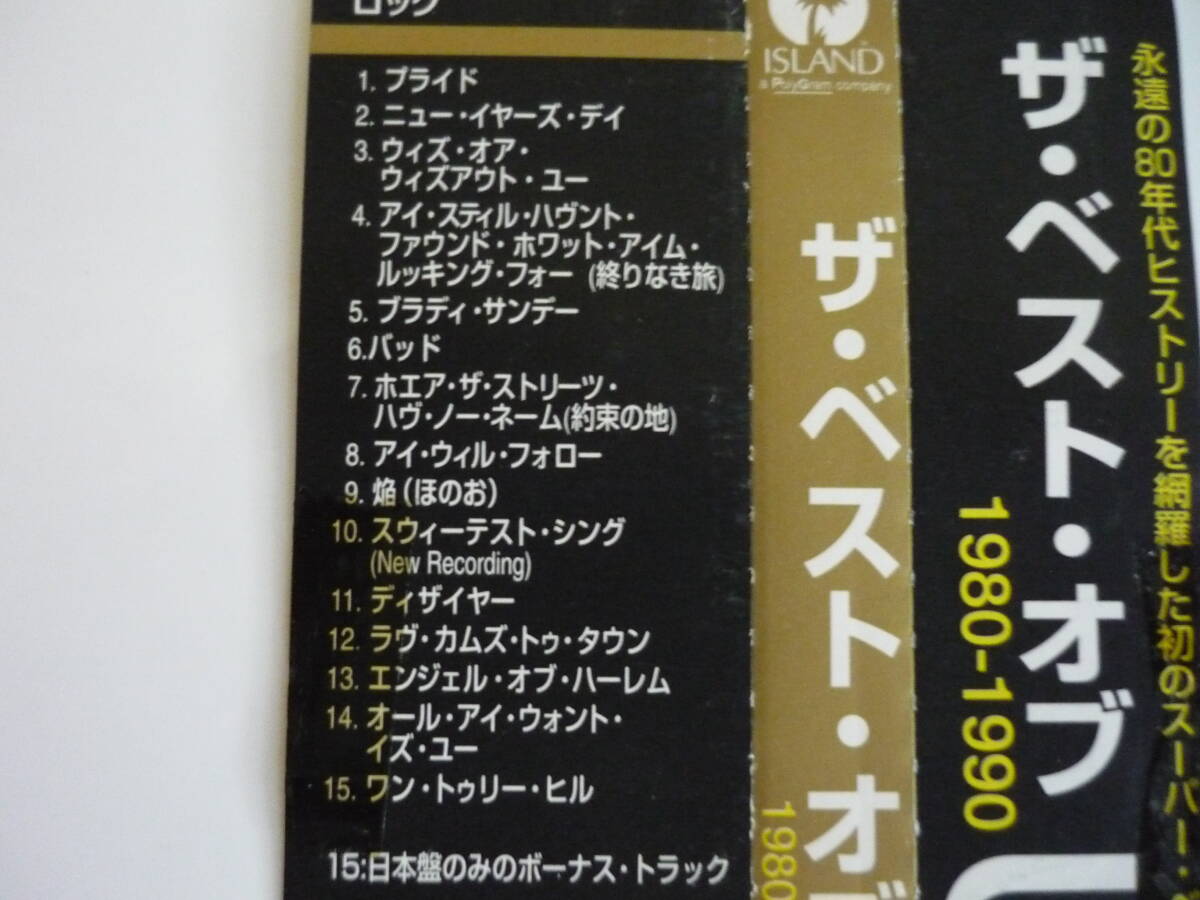 ロック
1. プライド
2. ニュー・イヤーズ・デイ
3. ウィズ・オア・
ウィズアウト・ユー
4. アイ・スティル・ハヴント・
ファウンド・ホワット・アイム・
ルッキング・フォー (終りなき旅)
5. ブラディ・サンデー
6.バッド
7. ホエア・ザ・ストリーツ・
ハヴ・ノー・ネーム(約束の地)
8. アイ・ウィル・フォロー
9. 焔(ほのお)
10. スウィーテスト・シング
(New Recording)
11. ディザイヤー
12. ラヴ・カムズ・トゥ・タウン
13. エンジェル・オブ・ハーレム
14. オール・アイ・ウォント・
イズ・ユー
15. ワン・トゥリー・ヒル
15:日本盤のみのボーナス・トラック
ISLAND
a PolyGram company
ザ・ベスト・オブ
1980
ザ・ベスト・オブ
1980-1990
永遠の80年代ヒストリーを網羅した初のスーパー・